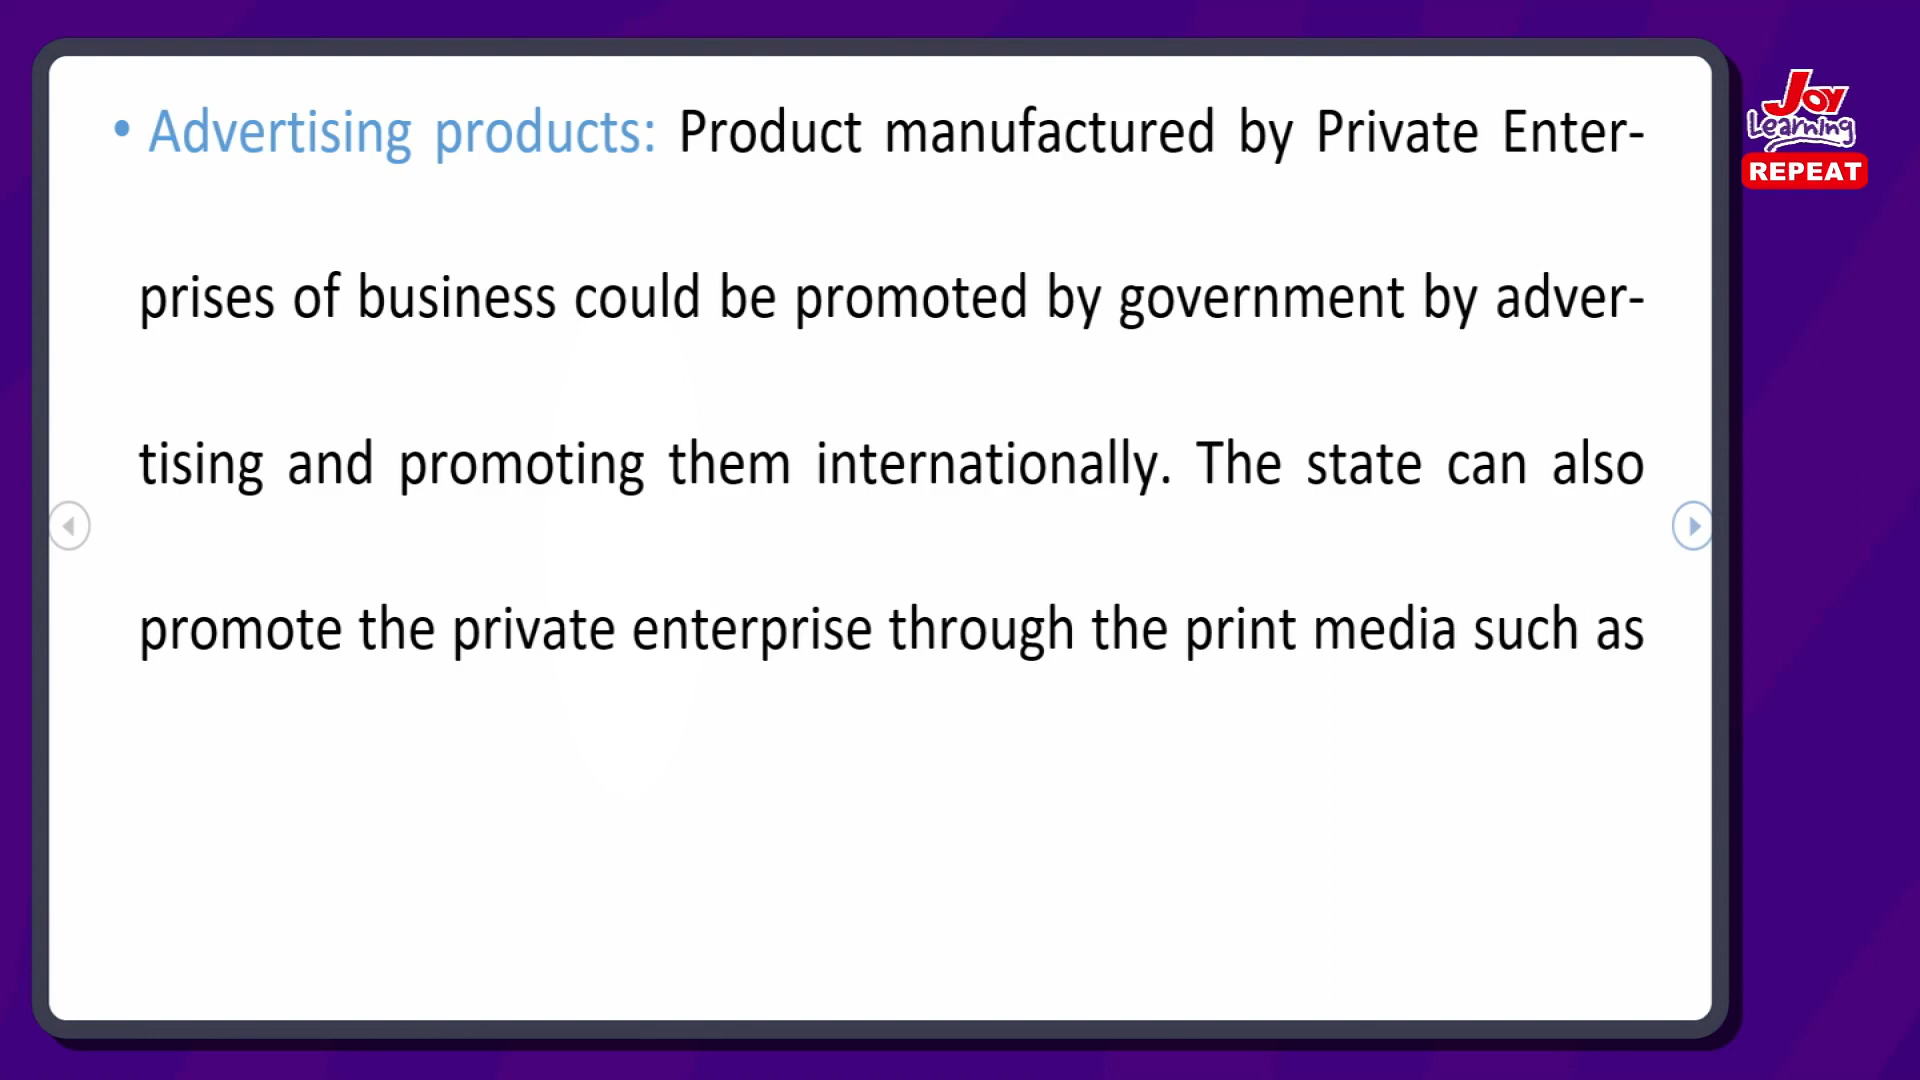 • Advertising products: Product manufactured by Private Enter-
prises of business could be promoted by government by adver-
tising and promoting them internationally. The state can also
promote the private enterprise through the print media such as
Joy
Learning
REPEAT